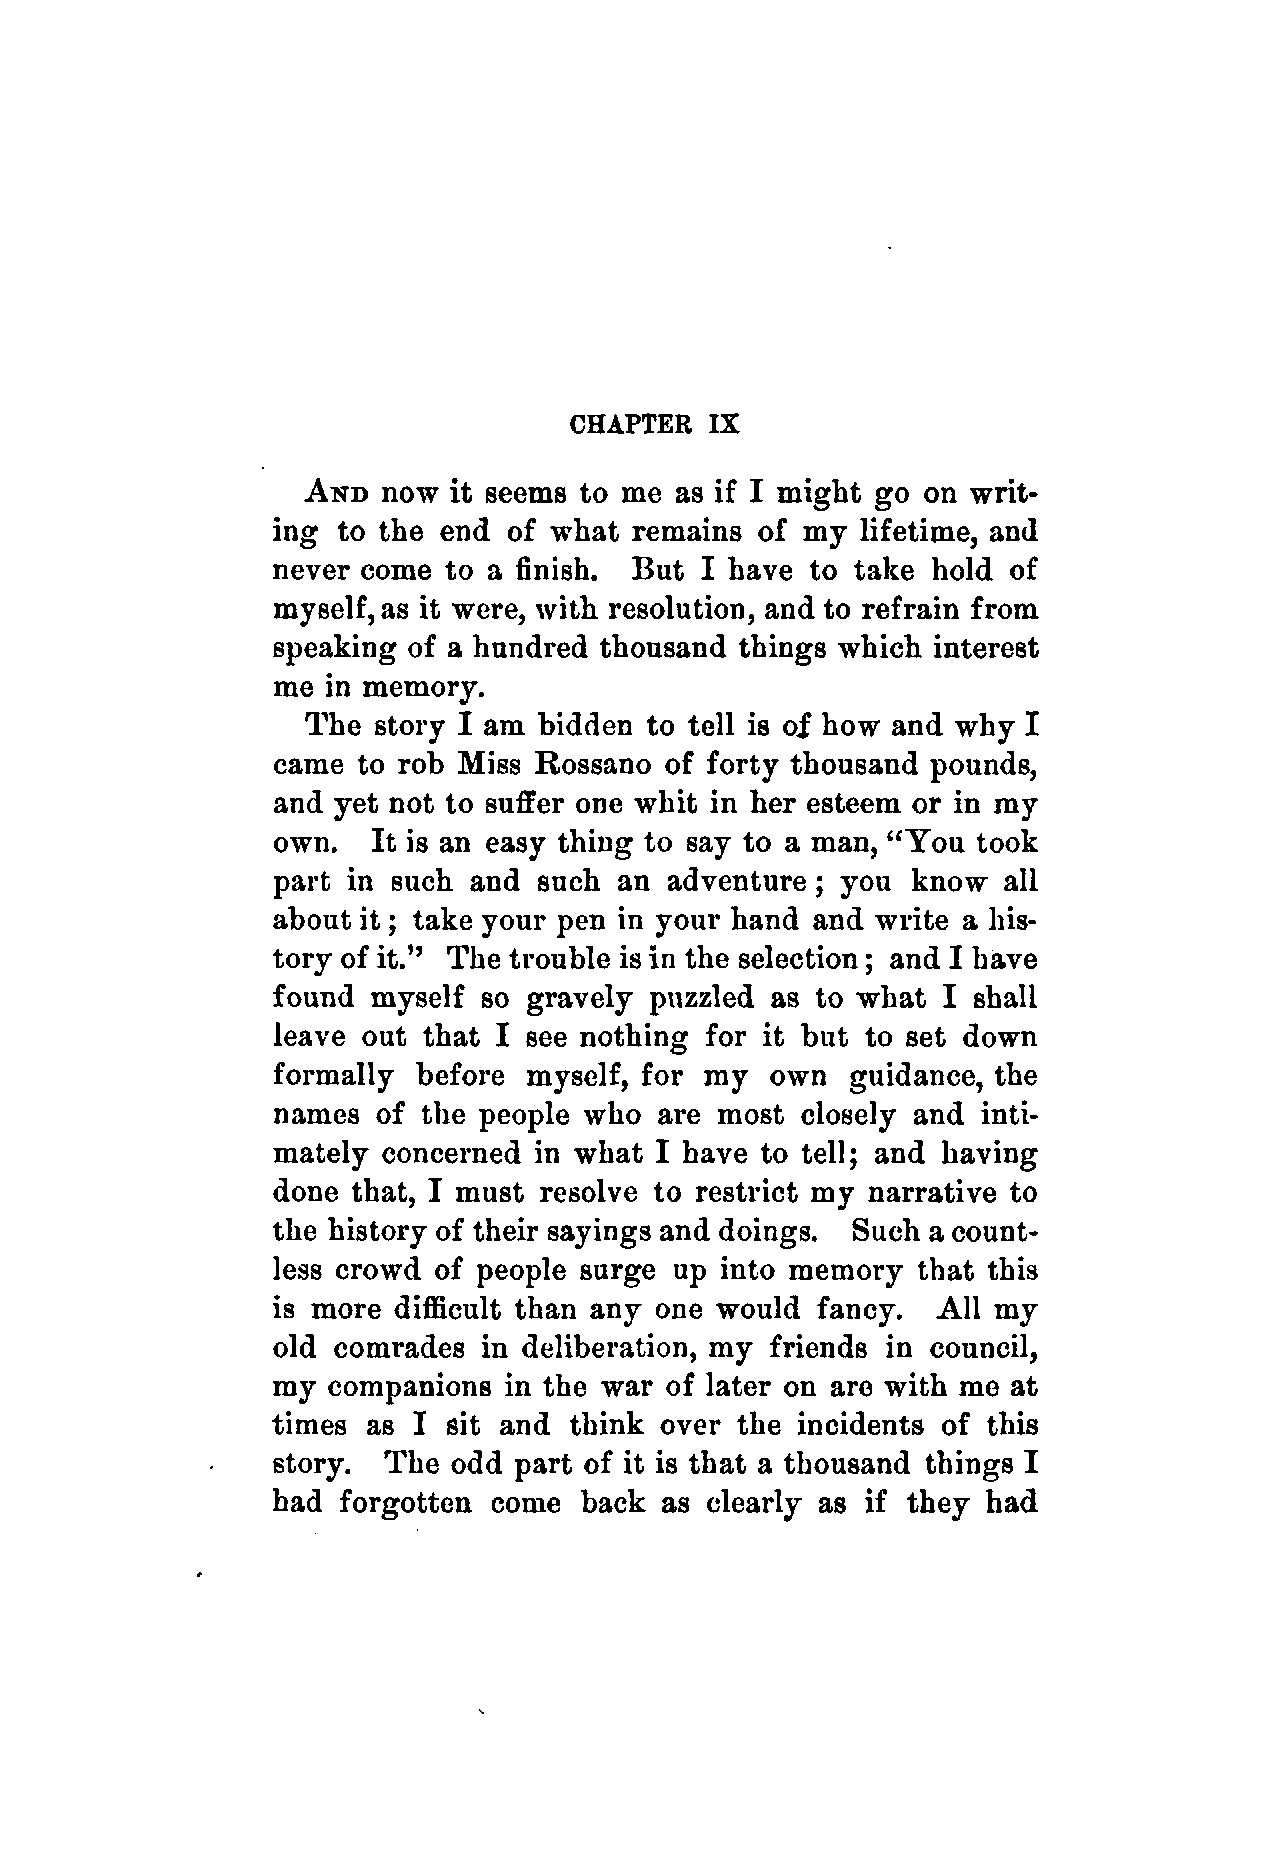 CHAPTER IX
AND now it seems to me as if I might go on writ-
ing to the end of what remains of my lifetime, and
never come to a finish. But I have to take hold of
myself, as it were, with resolution, and to refrain from
speaking of a hundred thousand things which interest
me in memory.
The story I am bidden to tell is of how and why I
came to rob Miss Rossano of forty thousand pounds,
and yet not to suffer one whit in her esteem or in my
own. It is an easy thing to say to a man, “You took
part in such and such an adventure; you know all
about it; take your pen in your hand and write a his-
tory of it.” The trouble is in the selection; and I have
found myself so gravely puzzled as to what I shall
leave out that I see nothing for it but to set down
formally before myself, for my own guidance, the
names of the people who are most closely and inti-
mately concerned in what I have to tell; and having
done that, I must resolve to restrict my narrative to
the history of their sayings and doings. Such a count-
less crowd of people surge up into memory that this
is more difficult than any one would fancy. All my
old comrades in deliberation, my friends in council,
my companions in the war of later on are with me at
times as I sit and think over the incidents of this
story. The odd part of it is that a thousand things I
had forgotten come back as clearly as if they had